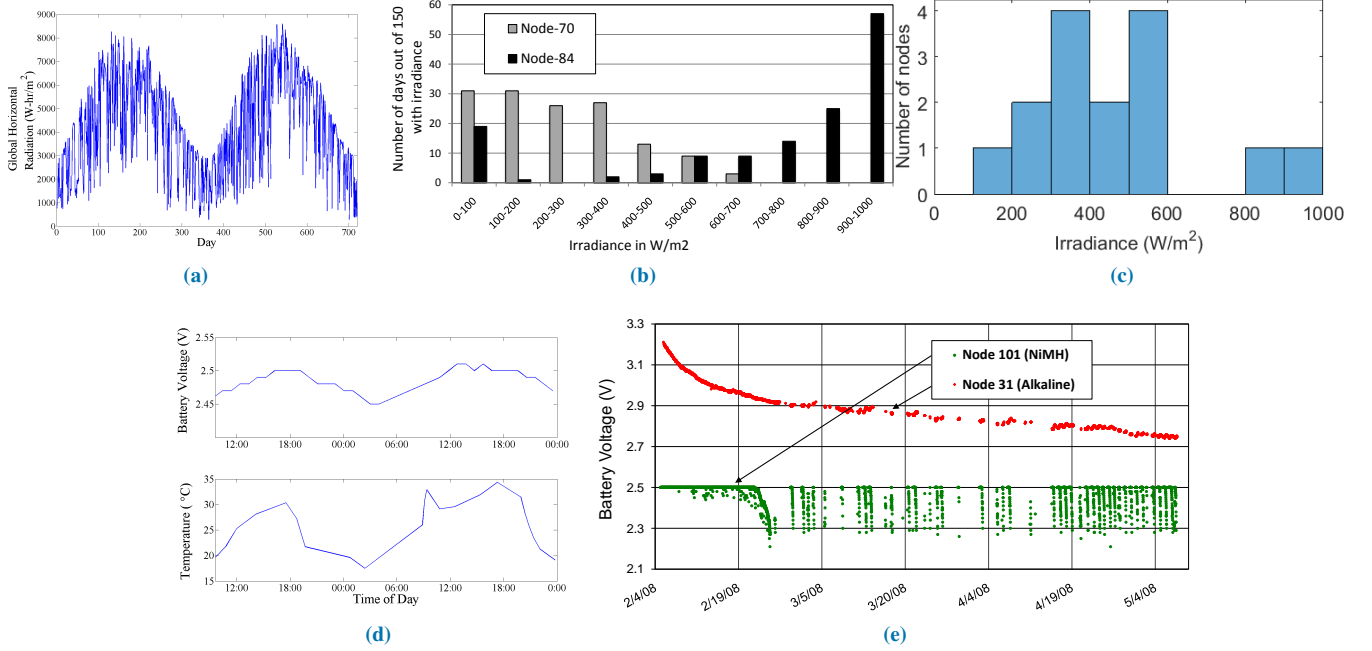 9000
8000
7000
6000
5000
4000
3000
2000
1000
0
Global Horizontal
Radiation (W-hr/m²)
0 100 200 300 400 500 600 700
Day
(a)
60
50
40
30
20
10
0
Number of days out of 150
with irradiance
Node-70
Node-84
0-100 100-200 200-300 300-400 400-500 500-600 600-700 700-800 800-900 900-1000
Irradiance in W/m2
(b)
4
3
2
1
0
Number of nodes
0 200 400 600 800 1000
Irradiance (W/m²)
(c)
2.55
2.5
2.45
Battery Voltage (V)
12:00 18:00 00:00 06:00 12:00 18:00 00:00
35
30
25
20
15
Temperature ( °C)
12:00 18:00 00:00 06:00 12:00 18:00 0:00
Time of Day
(d)
3.3
3.1
2.9
2.7
2.5
2.3
2.1
Battery Voltage (V)
Node 101 (NiMH)
Node 31 (Alkaline)
2/4/08 2/19/08 3/5/08 3/20/08 4/4/08 4/19/08 5/4/08
(e)